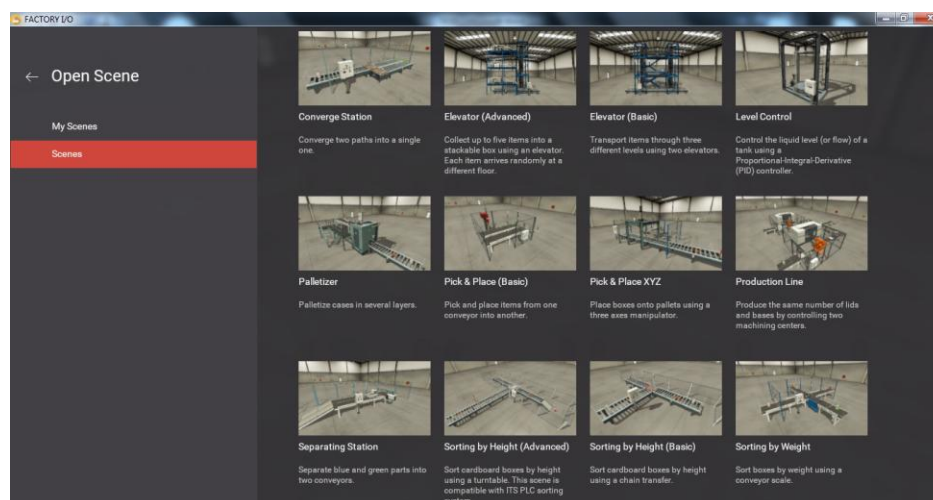 FACTORY I/O
← Open Scene
My Scenes
Scenes
Converge Station
Converge two paths into a single
one.
Elevator (Advanced)
Collect up to five items into a
stackable box using an elevator.
Each item arrives randomly at a
different floor.
Elevator (Basic)
Transport items through three
different levels using two elevators.
Level Control
Control the liquid level (or flow) of a
tank using a
Proportional-Integral-Derivative
(PID) controller.
Palletizer
Palletize cases in several layers.
Pick & Place (Basic)
Pick and place items from one
conveyor into another.
Pick & Place XYZ
Place boxes onto pallets using a
three axes manipulator.
Production Line
Produce the same number of lids
and bases by controlling two
machining centers.
Separating Station
Separate blue and green parts into
two conveyors.
Sorting by Height (Advanced)
Sort cardboard boxes by height
using a turntable. This scene is
compatible with ITS PLC sorting
system.
Sorting by Height (Basic)
Sort cardboard boxes by height
using a chain transfer.
Sorting by Weight
Sort boxes by weight using a
conveyor scale.